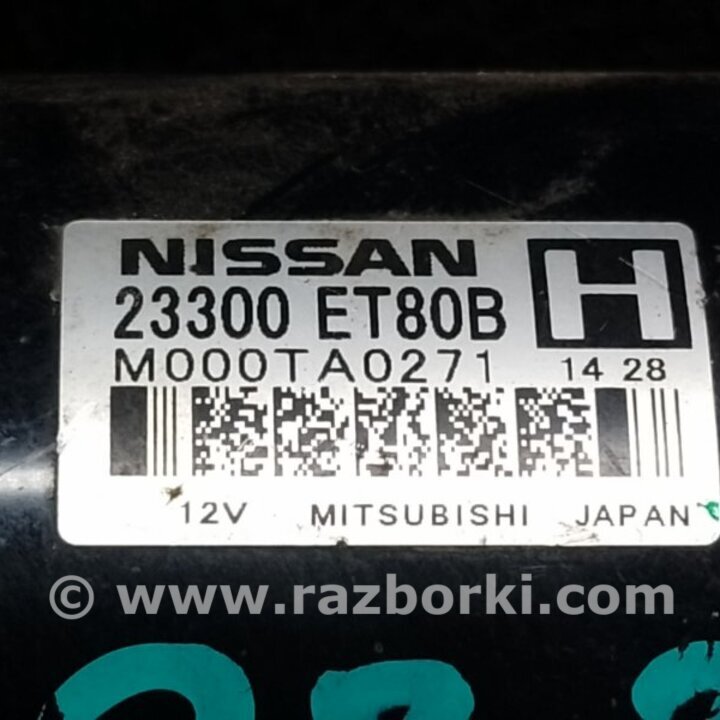 NISSAN H
23300 ET80B
M000TA0271 14 28
12V MITSUBISHI JAPAN
© www.razborki.com